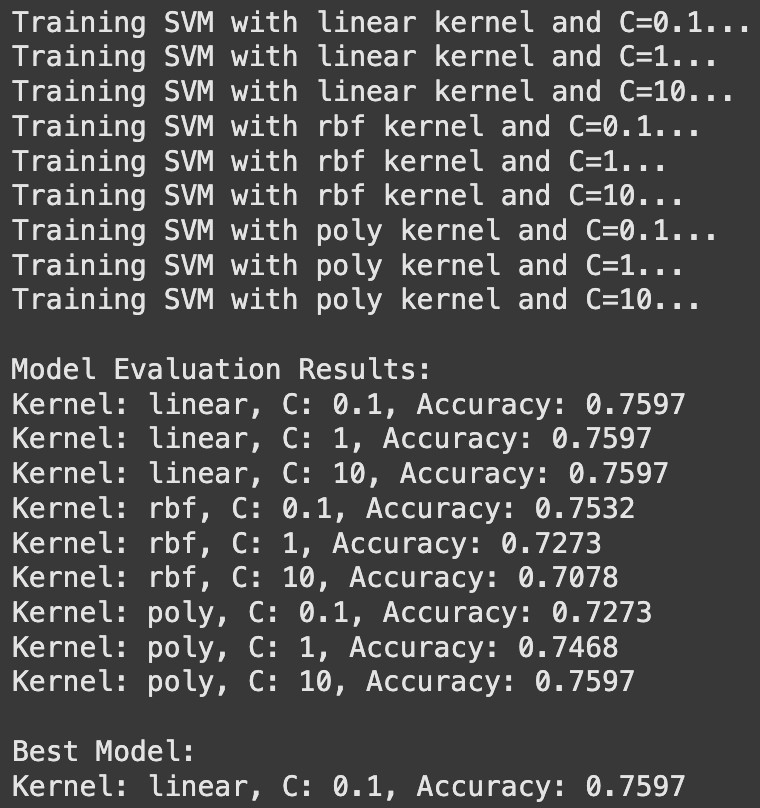 Training SVM with linear kernel and C=0.1...
Training SVM with linear kernel and C=1...
Training SVM with linear kernel and C=10...
Training SVM with rbf kernel and C=0.1...
Training SVM with rbf kernel and C=1...
Training SVM with rbf kernel and C=10...
Training SVM with poly kernel and C=0.1...
Training SVM with poly kernel and C=1...
Training SVM with poly kernel and C=10...

Model Evaluation Results:
Kernel: linear, C: 0.1, Accuracy: 0.7597
Kernel: linear, C: 1, Accuracy: 0.7597
Kernel: linear, C: 10, Accuracy: 0.7597
Kernel: rbf, C: 0.1, Accuracy: 0.7532
Kernel: rbf, C: 1, Accuracy: 0.7273
Kernel: rbf, C: 10, Accuracy: 0.7078
Kernel: poly, C: 0.1, Accuracy: 0.7273
Kernel: poly, C: 1, Accuracy: 0.7468
Kernel: poly, C: 10, Accuracy: 0.7597

Best Model:
Kernel: linear, C: 0.1, Accuracy: 0.7597